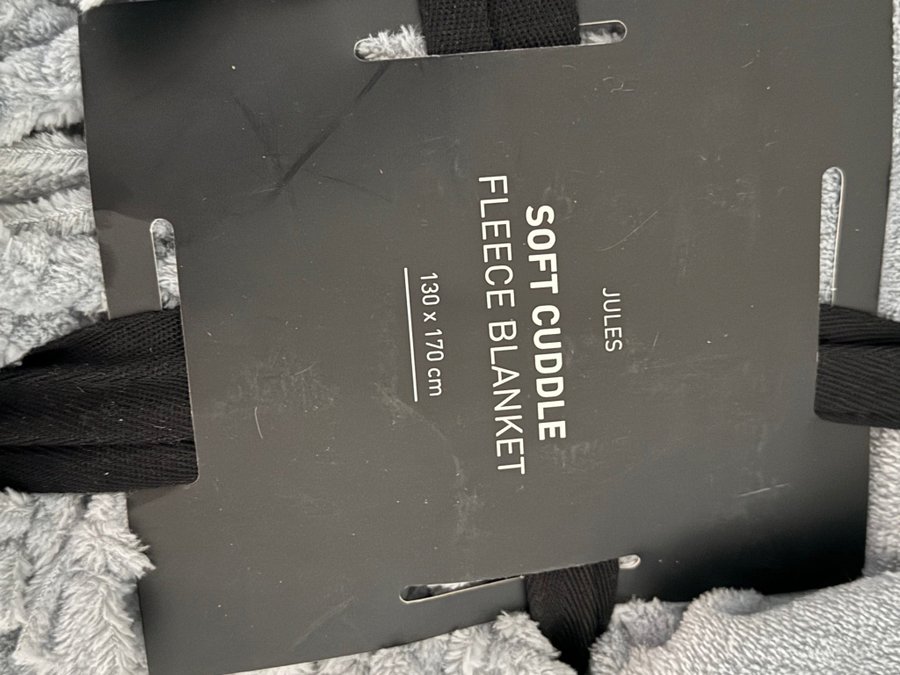 JULES
SOFT CUDDLE
FLEECE BLANKET
130 x 170 cm